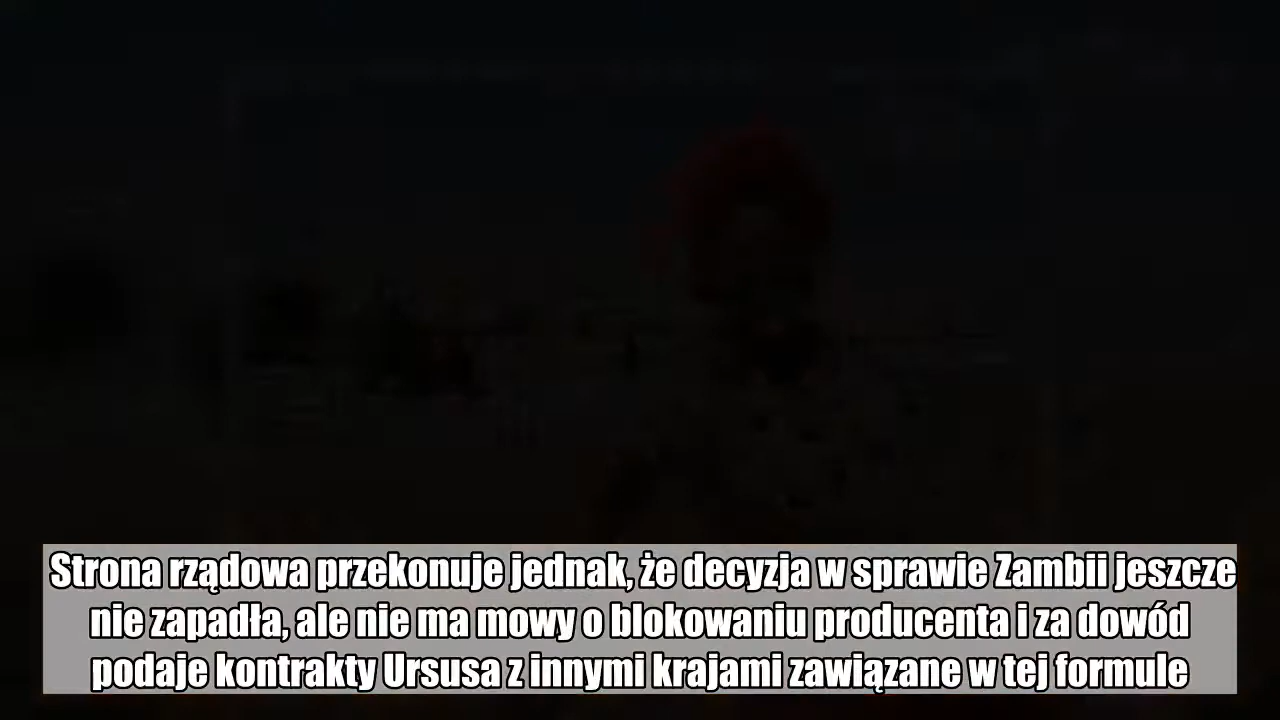 Strona rządowa przekonuje jednak, że decyzja w sprawie Zambii jeszcze
nie zapadła, ale nie ma mowy o blokowaniu producenta i za dowód
podaje kontrakty Ursusa z innymi krajami zawiązane w tej formule